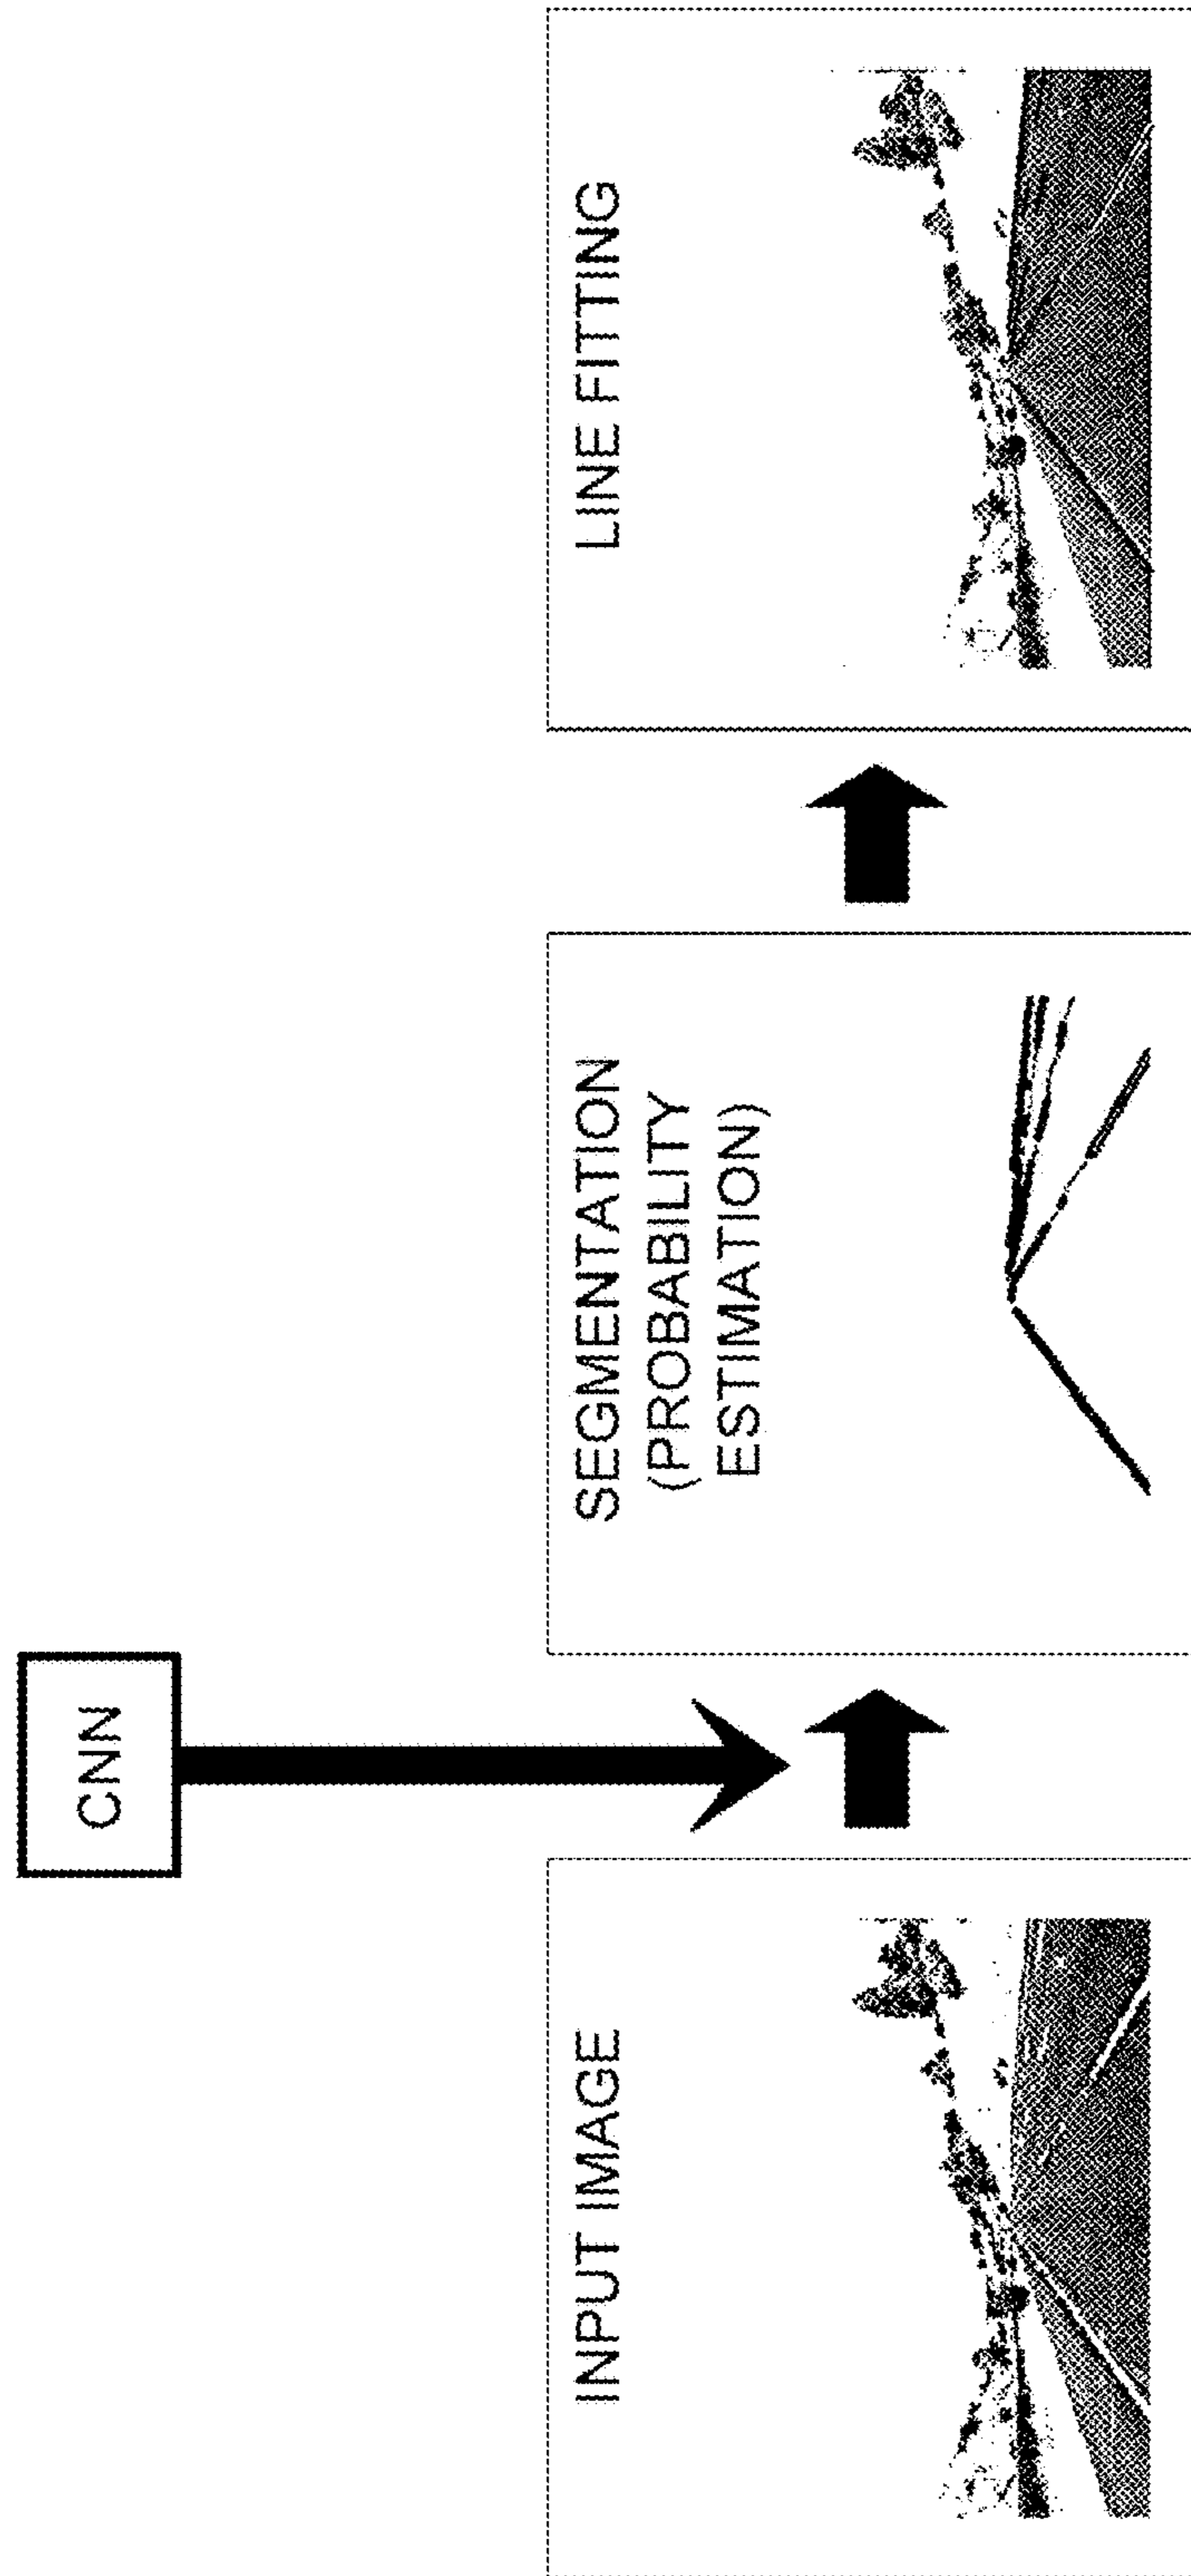 CNN
INPUT IMAGE
SEGMENTATION
(PROBABILITY
ESTIMATION)
LINE FITTING